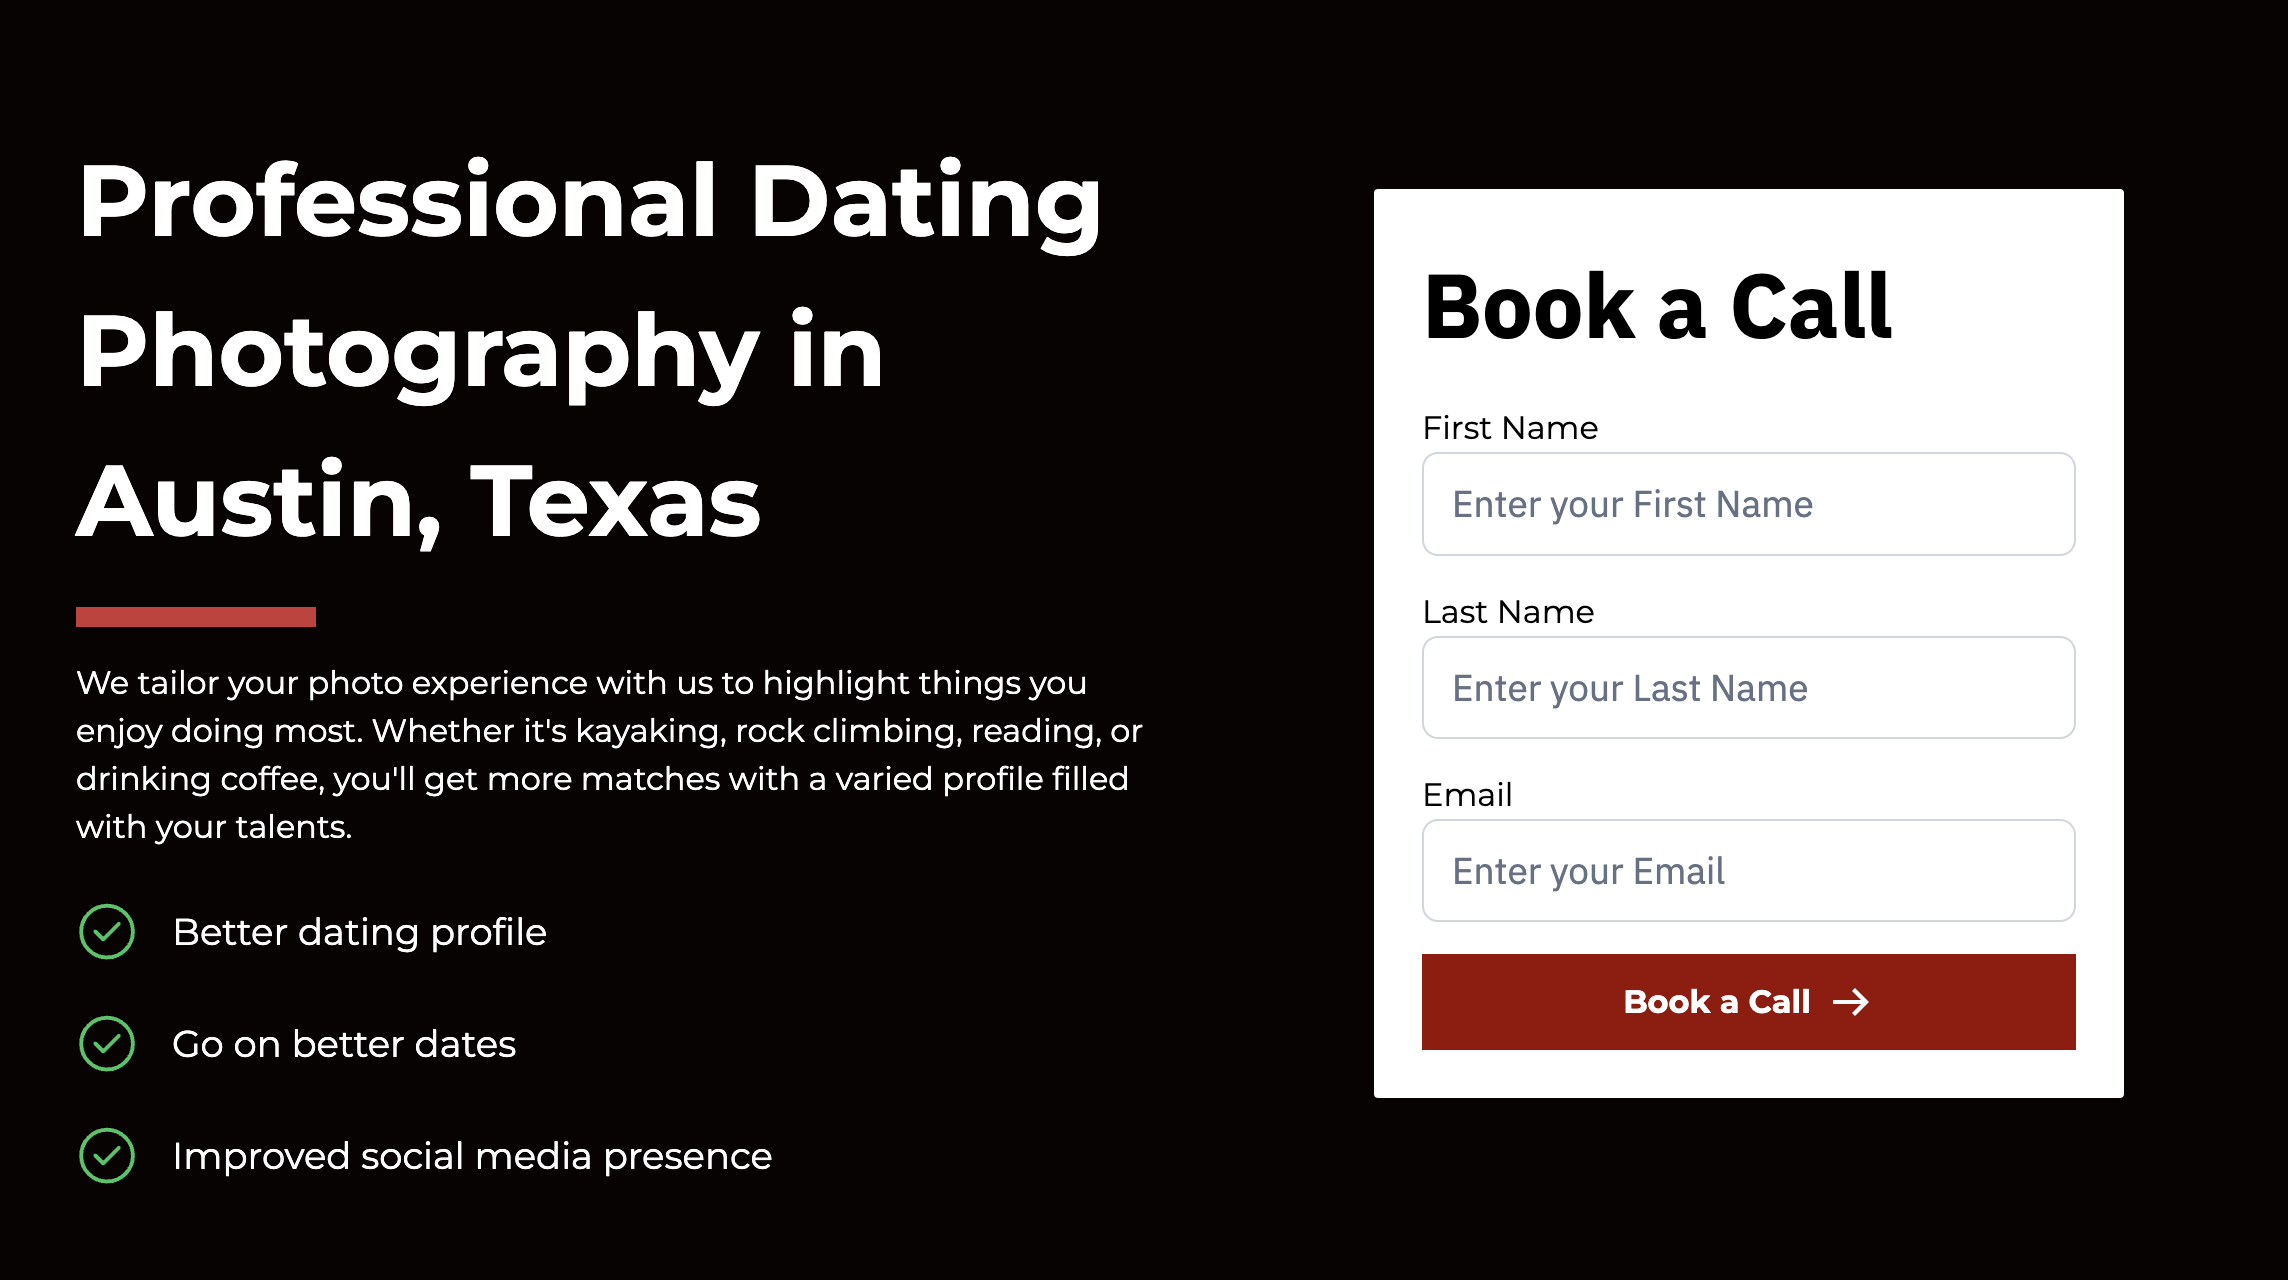 Professional Dating
Photography in
Austin, Texas
We tailor your photo experience with us to highlight things you
enjoy doing most. Whether it's kayaking, rock climbing, reading, or
drinking coffee, you'll get more matches with a varied profile filled
with your talents.
Better dating profile
Go on better dates
Improved social media presence
Book a Call
First Name
Enter your First Name
Last Name
Enter your Last Name
Email
Enter your Email
Book a Call